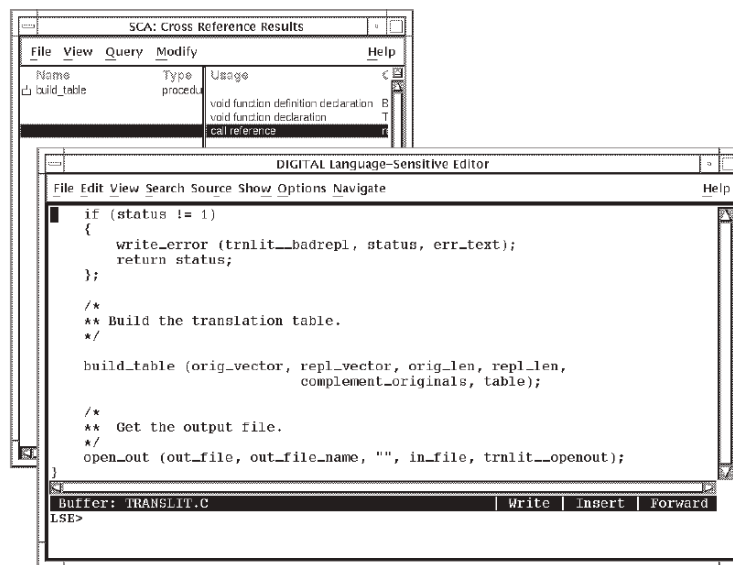 SCA: Cross Reference Results
File View Query Modify Help
Name Type Usage
build_table procedu
void function definition declaration B
void function declaration T
call reference
DIGITAL Language-Sensitive Editor
File Edit View Search Source Show Options Navigate Help
if (status != 1)
{
write_error (trnlit__badrepl, status, err_text);
return status;
};
/*
** Build the translation table.
*/
build_table (orig_vector, repl_vector, orig_len, repl_len,
complement_originals, table);
/*
** Get the output file.
*/
open_out (out_file, out_file_name, "", in_file, trnlit__openout);
}
Buffer: TRANSLIT.C | Write | Insert | Forward
LSE>